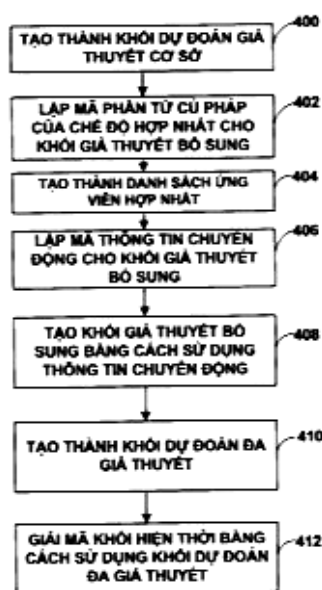 400
TẠO THÀNH KHỐI DỰ ĐOÁN GIẢ
THUYẾT CƠ SỞ
402
LẬP MÃ PHẦN TỬ CÚ PHÁP
CỦA CHẾ ĐỘ HỢP NHẤT CHO
KHỐI GIẢ THUYẾT BỔ SUNG
404
TẠO THÀNH DANH SÁCH ỨNG
VIÊN HỢP NHẤT
406
LẬP MÃ THÔNG TIN CHUYỂN
ĐỘNG CHO KHỐI GIẢ THUYẾT
BỔ SUNG
408
TẠO KHỐI GIẢ THUYẾT BỔ
SUNG BẰNG CÁCH SỬ DỤNG
THÔNG TIN CHUYỂN ĐỘNG
410
TẠO THÀNH KHỐI DỰ ĐOÁN ĐA
GIẢ THUYẾT
GIẢI MÃ KHỐI HIỆN THỜI BẰNG
CÁCH SỬ DỤNG KHỐI DỰ ĐOÁN
ĐA GIẢ THUYẾT
412